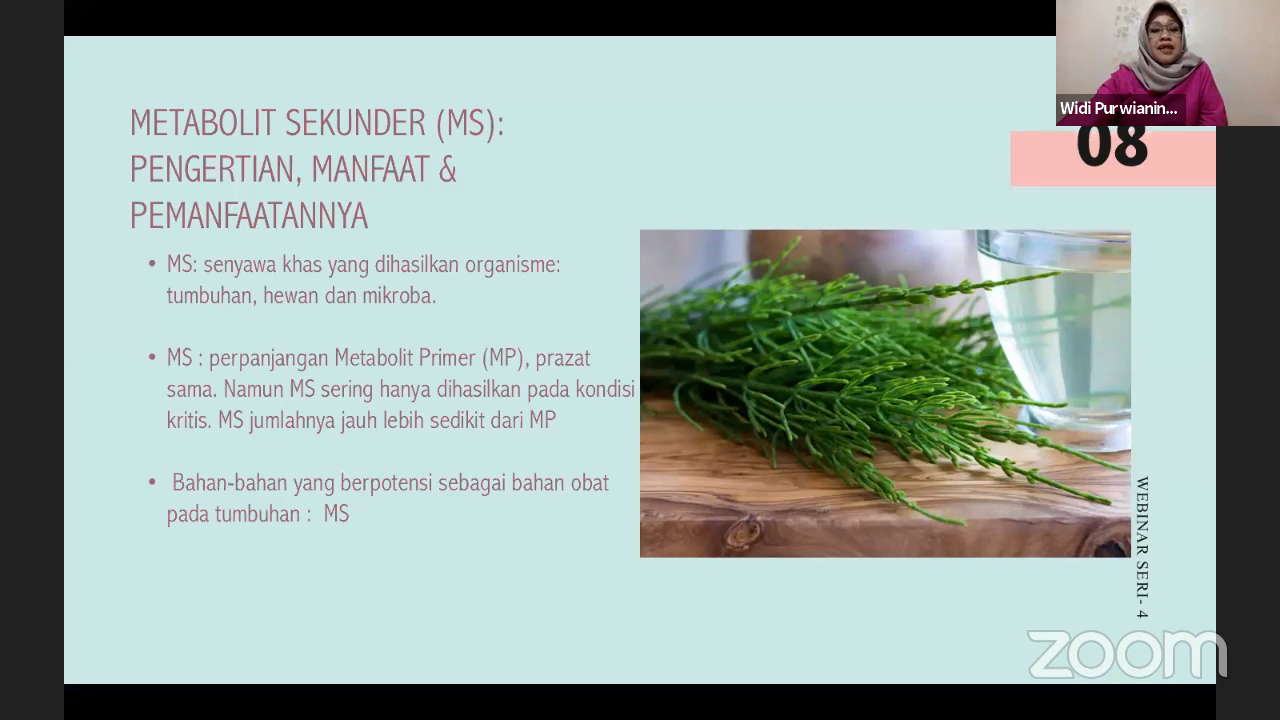 METABOLIT SEKUNDER (MS):
PENGERTIAN, MANFAAT &
PEMANFAATANNYA
• MS: senyawa khas yang dihasilkan organisme:
tumbuhan, hewan dan mikroba.
• MS : perpanjangan Metabolit Primer (MP), prazat
sama. Namun MS sering hanya dihasilkan pada kondisi
kritis. MS jumlahnya jauh lebih sedikit dari MP
• Bahan-bahan yang berpotensi sebagai bahan obat
pada tumbuhan : MS
Widi Purwianin...
08
WEBINAR SERI- 4
zoom